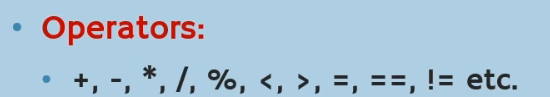 • Operators:
• +, -, *, /, %, <, >, =, ==, != etc.